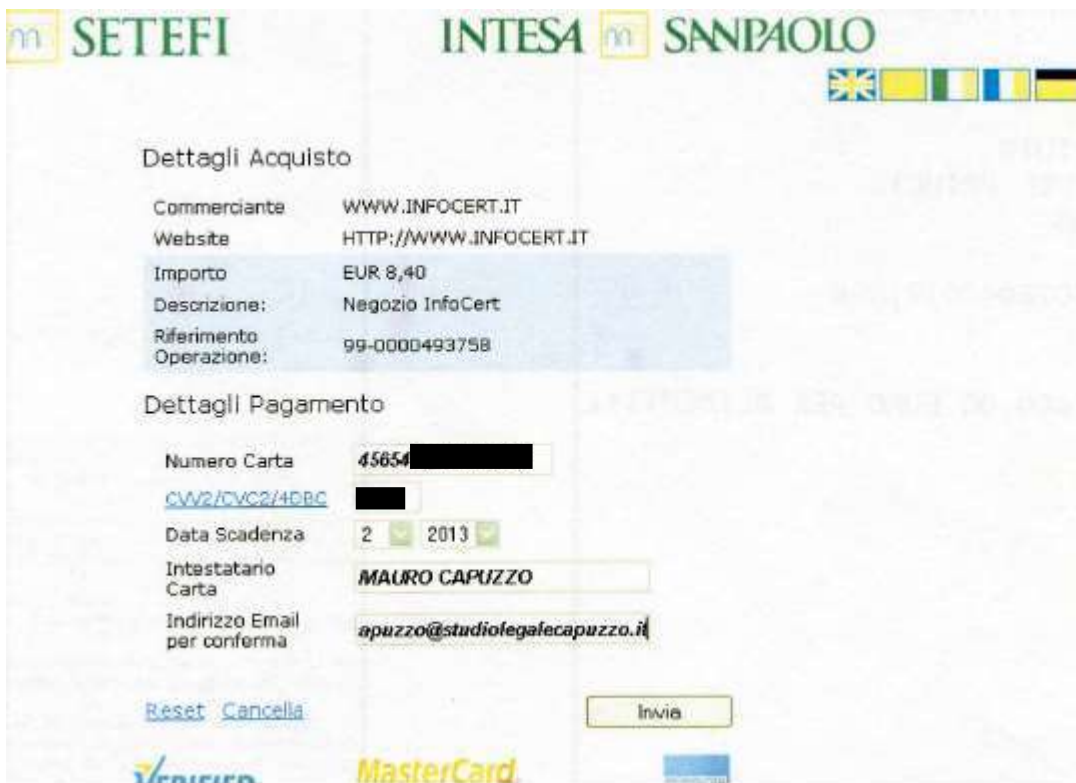 SETEFI INTESA SANPAOLO
Dettagli Acquisto
Commerciante WWW.INFOCERT.IT
Website HTTP://WWW.INFOCERT.IT
Importo EUR 8,40
Descrizione: Negozio InfoCert
Riferimento
Operazione: 99-0000493758
Dettagli Pagamento
Numero Carta 45654
CVV2/CVC2/4DBC
Data Scadenza 2 2013
Intestatario
Carta MAURO CAPUZZO
Indirizzo Email
per conferma apuzzo@studiolegalecapuzzo.it
Reset Cancella Invia
VERIFIED MasterCard